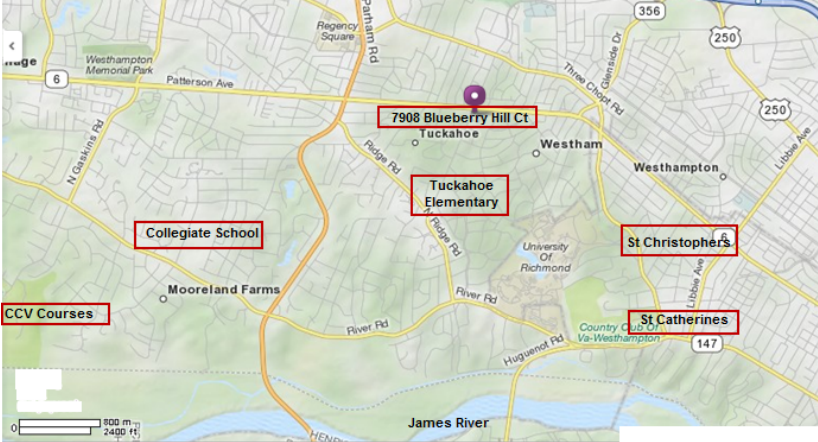 356
Regency
Square
Parham Rd
250
Glenside Dr
Westhampton
Memorial Park
6
Patterson Ave
Three Chopt Rd
7908 Blueberry Hill Ct
Tuckahoe
250
Libbie Ave
Westham
Ridge Rd
Westhampton
N Gaskins Rd
Tuckahoe
Elementary
N Ridge Rd
Collegiate School
St Christophers
6
University
Of
Richmond
Libbie Ave
Mooreland Farms
River Rd
CCV Courses
St Catherines
River Rd
Country Club Of
Va-Westhampton
Huguenot Rd
147
James River
0
800 m
2400 ft